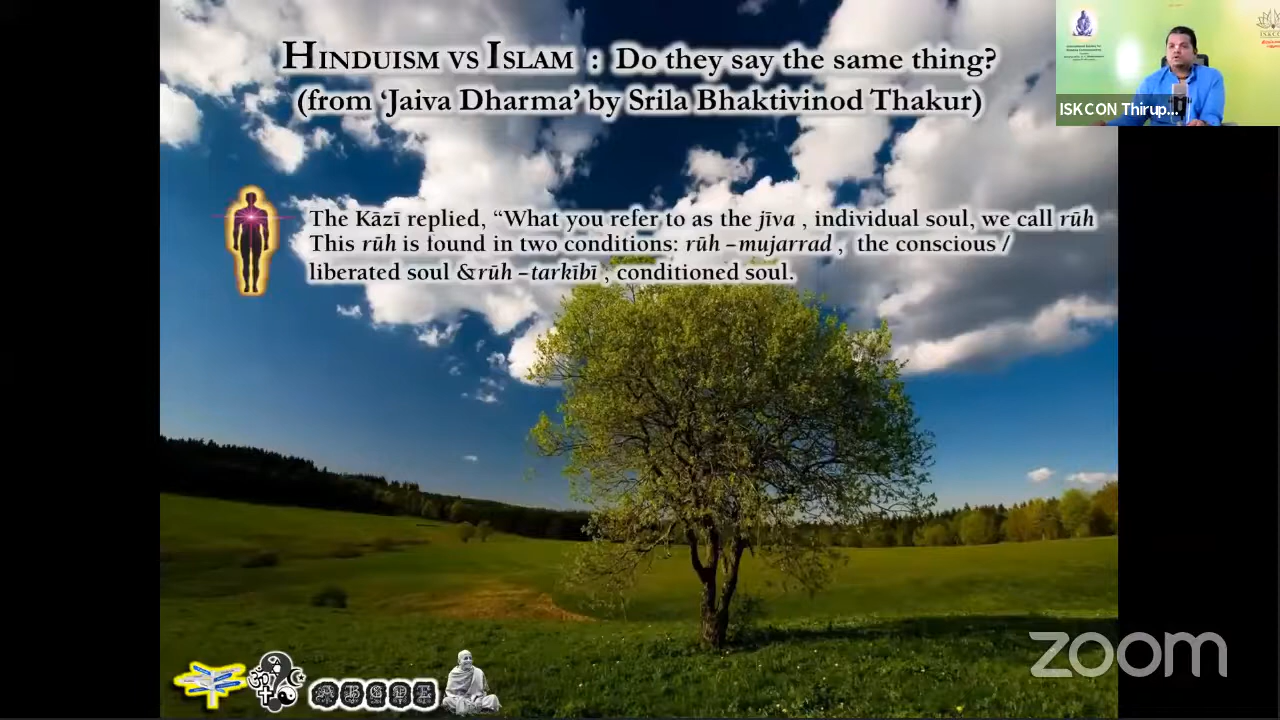 HINDUISM VS ISLAM : Do they say the same thing?
(from ‘Jaiva Dharma’ by Srila Bhaktivinod Thakur)
ISKCON Thirup...
The Kāzī replied, “What you refer to as the jīva , individual soul, we call rūh
This rūh is found in two conditions: rūh –mujarrad , the conscious /
liberated soul & rūh –tarkībī , conditioned soul.
A B C D E
zoom